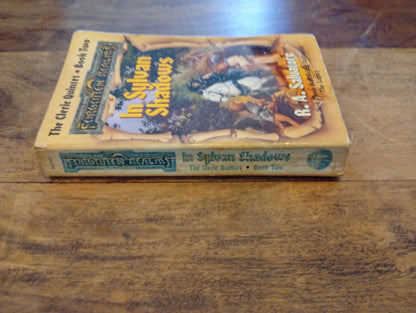 The Cleric Quintet • Book Two
FORGOTTEN REALMS
In Sylvan
Shadows
R. A. Salvatore
FORGOTTEN REALMS
In Sylvan Shadows
The Cleric Quintet • Book Two